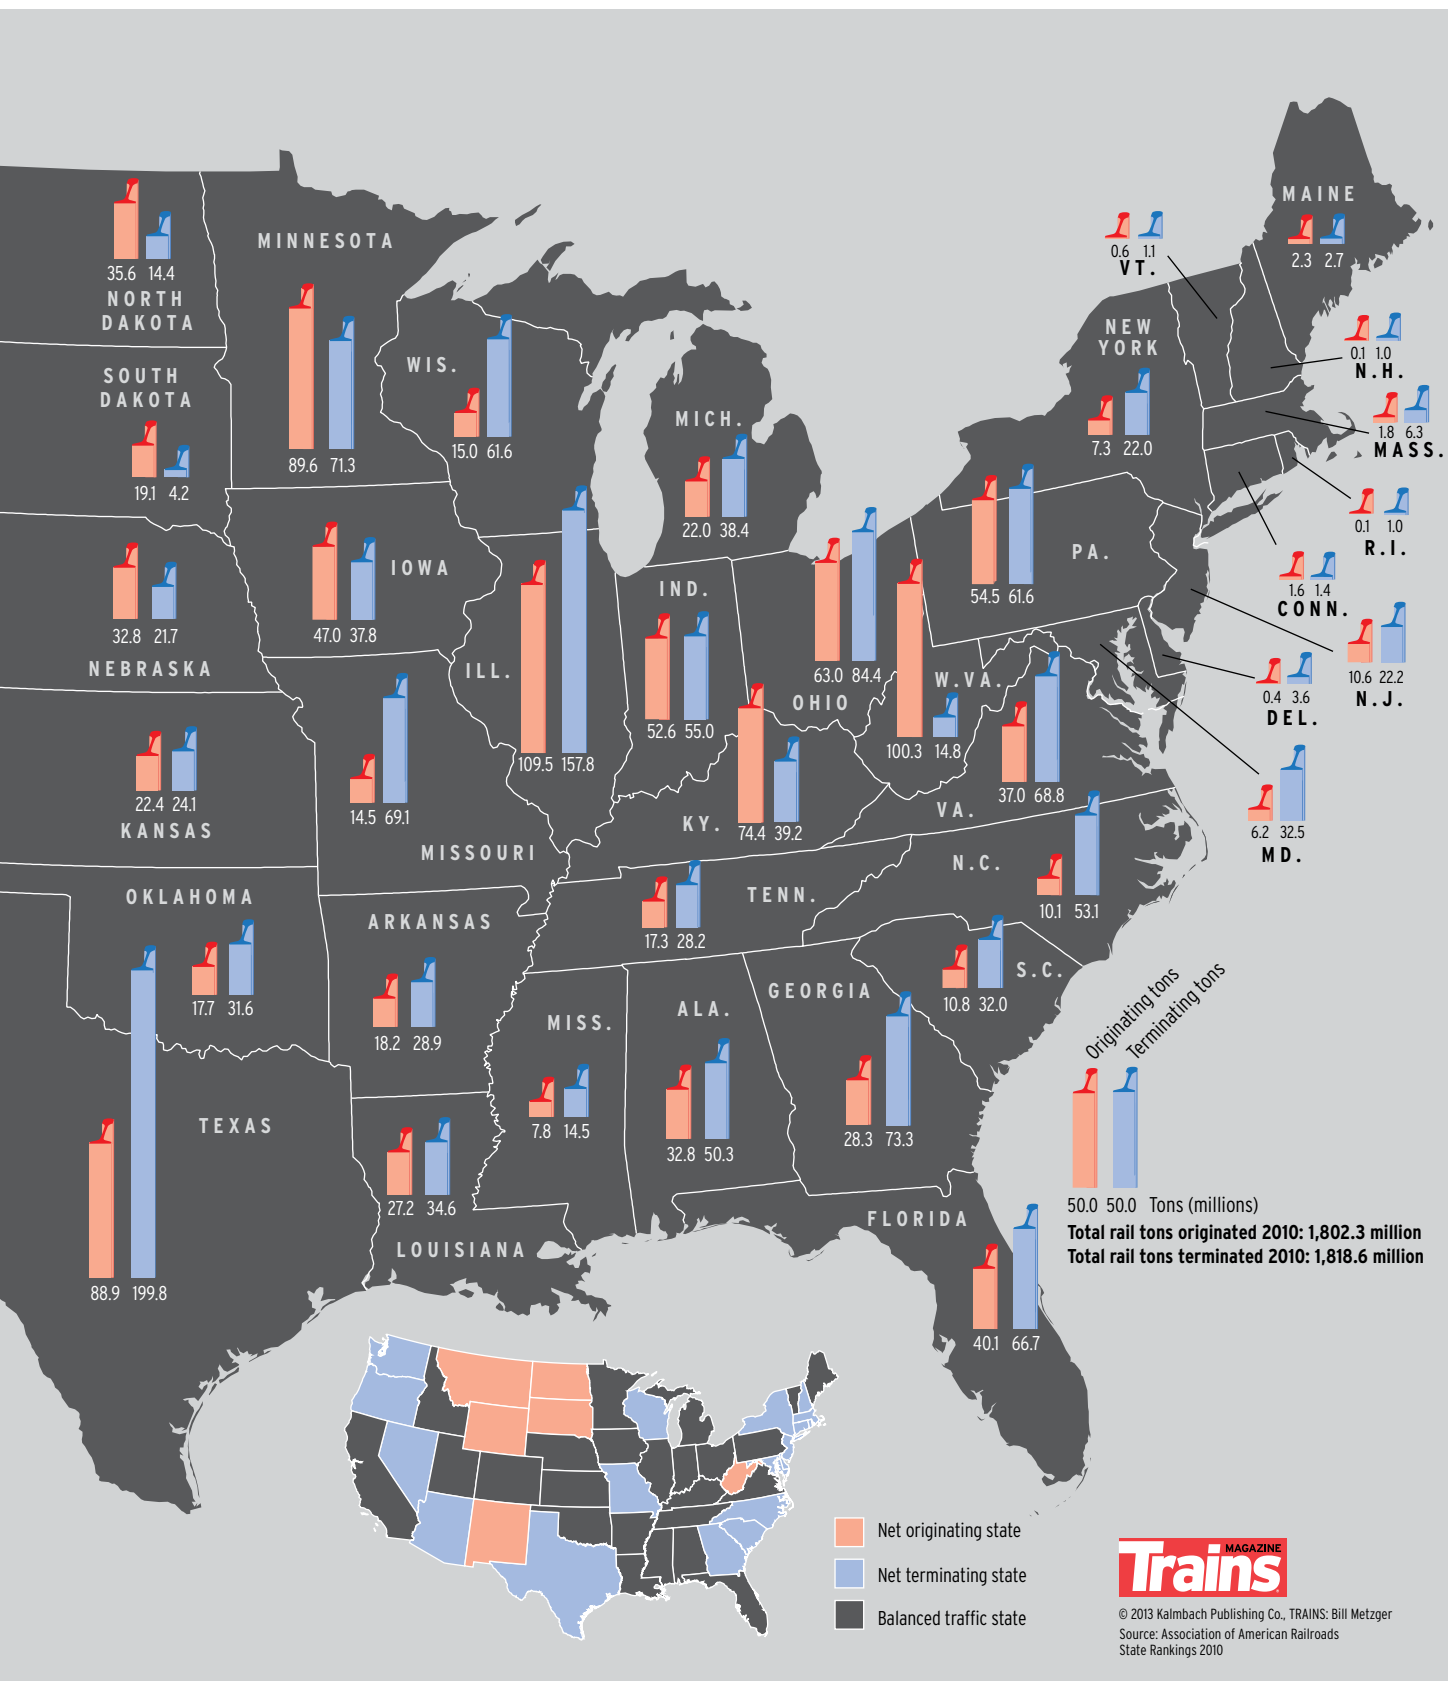 MAINE
2.3 2.7
0.6 1.1
VT.
35.6 14.4
NORTH
DAKOTA
MINNESOTA
89.6 71.3
WIS.
15.0 61.6
NEW
YORK
7.3 22.0
0.1 1.0
N.H.
1.8 6.3
MASS.
SOUTH
DAKOTA
19.1 4.2
MICH.
22.0 38.4
0.1 1.0
R.I.
IOWA
47.0 37.8
32.8 21.7
NEBRASKA
IND.
52.6 55.0
PA.
54.5 61.6
1.6 1.4
CONN.
ILL.
109.5 157.8
63.0 84.4
OHIO
W.VA.
100.3 14.8
0.4 3.6
DEL.
10.6 22.2
N.J.
22.4 24.1
KANSAS
14.5 69.1
MISSOURI
KY.
74.4 39.2
37.0 68.8
VA.
6.2 32.5
MD.
OKLAHOMA
17.7 31.6
ARKANSAS
18.2 28.9
TENN.
17.3 28.2
N.C.
10.1 53.1
S.C.
10.8 32.0
TEXAS
88.9 199.8
MISS.
7.8 14.5
ALA.
32.8 50.3
GEORGIA
28.3 73.3
27.2 34.6
LOUISIANA
FLORIDA
40.1 66.7
Originating tons
Terminating tons
50.0 50.0 Tons (millions)
Total rail tons originated 2010: 1,802.3 million
Total rail tons terminated 2010: 1,818.6 million
Net originating state
Net terminating state
Balanced traffic state
Trains MAGAZINE
© 2013 Kalmbach Publishing Co., TRAINS: Bill Metzger
Source: Association of American Railroads
State Rankings 2010